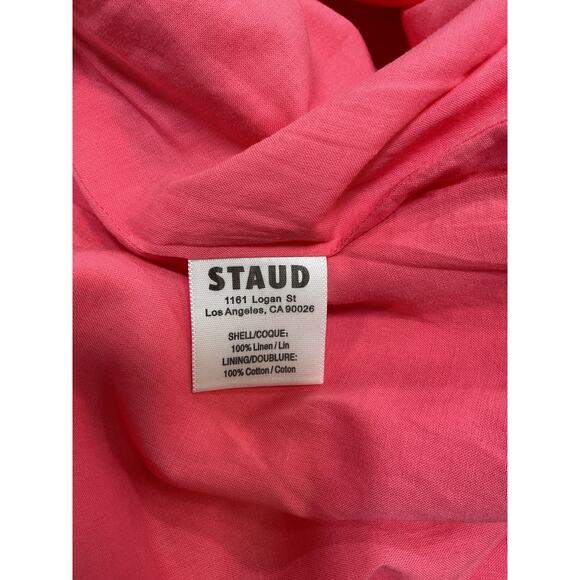 STAUD
1161 Logan St
Los Angeles, CA 90026
SHELL/COQUE:
100% Linen / Lin
LINING/DOUBLURE:
100% Cotton / Coton